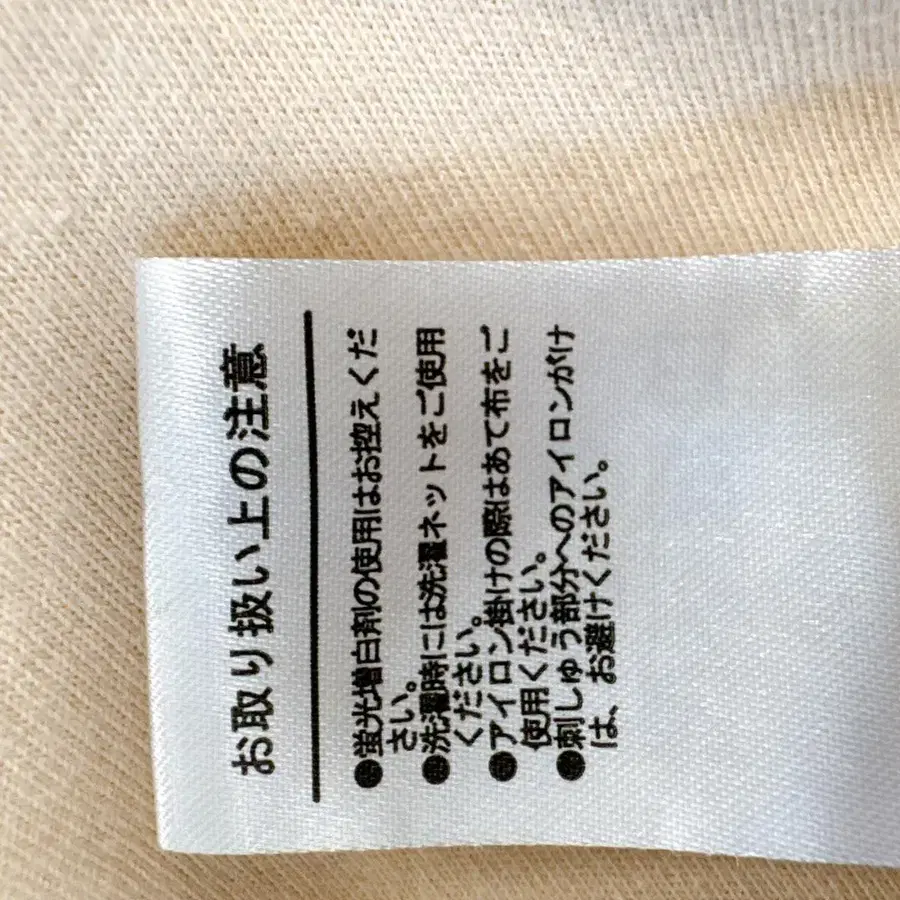 お取り扱い上の注意
●蛍光増白剤の使用はお控えくだ
さい。
●洗濯時には洗濯ネットをご使用
ください。
●アイロン掛けの際はあて布をご
使用ください。
●刺しゅう部分へのアイロンがけ
は、お避けください。